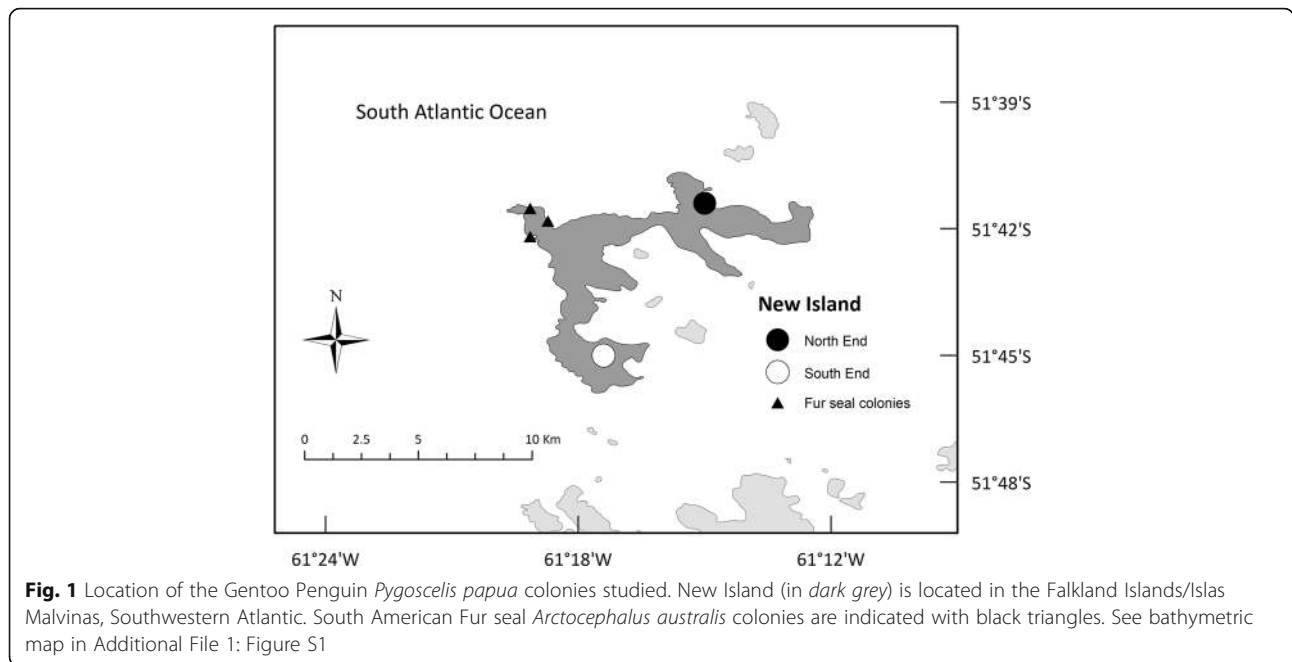 South Atlantic Ocean
51°39'S
51°42'S
New Island
North End
51°45'S
South End
Fur seal colonies
N
0 2.5 5 10 Km
51°48'S
61°24'W 61°18'W 61°12'W
Fig. 1 Location of the Gentoo Penguin Pygoscelis papua colonies studied. New Island (in dark grey) is located in the Falkland Islands/Islas
Malvinas, Southwestern Atlantic. South American Fur seal Arctocephalus australis colonies are indicated with black triangles. See bathymetric
map in Additional File 1: Figure S1